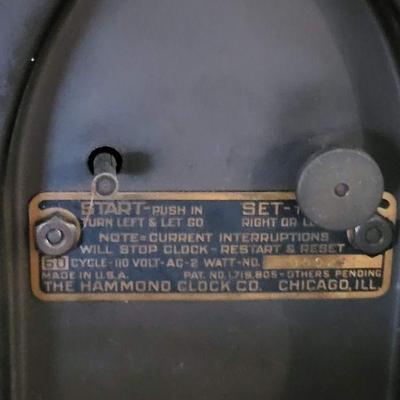 START-PUSH IN SET-
TURN LEFT & LET GO RIGHT OR
NOTE=CURRENT INTERRUPTIONS
WILL STOP CLOCK-RESTART & RESET
60 CYCLE-110 VOLT-AC-2 WATT-NO.
MADE IN U.S.A. PAT. NO. 1,719,805-OTHERS PENDING
THE HAMMOND CLOCK CO. CHICAGO, ILL.